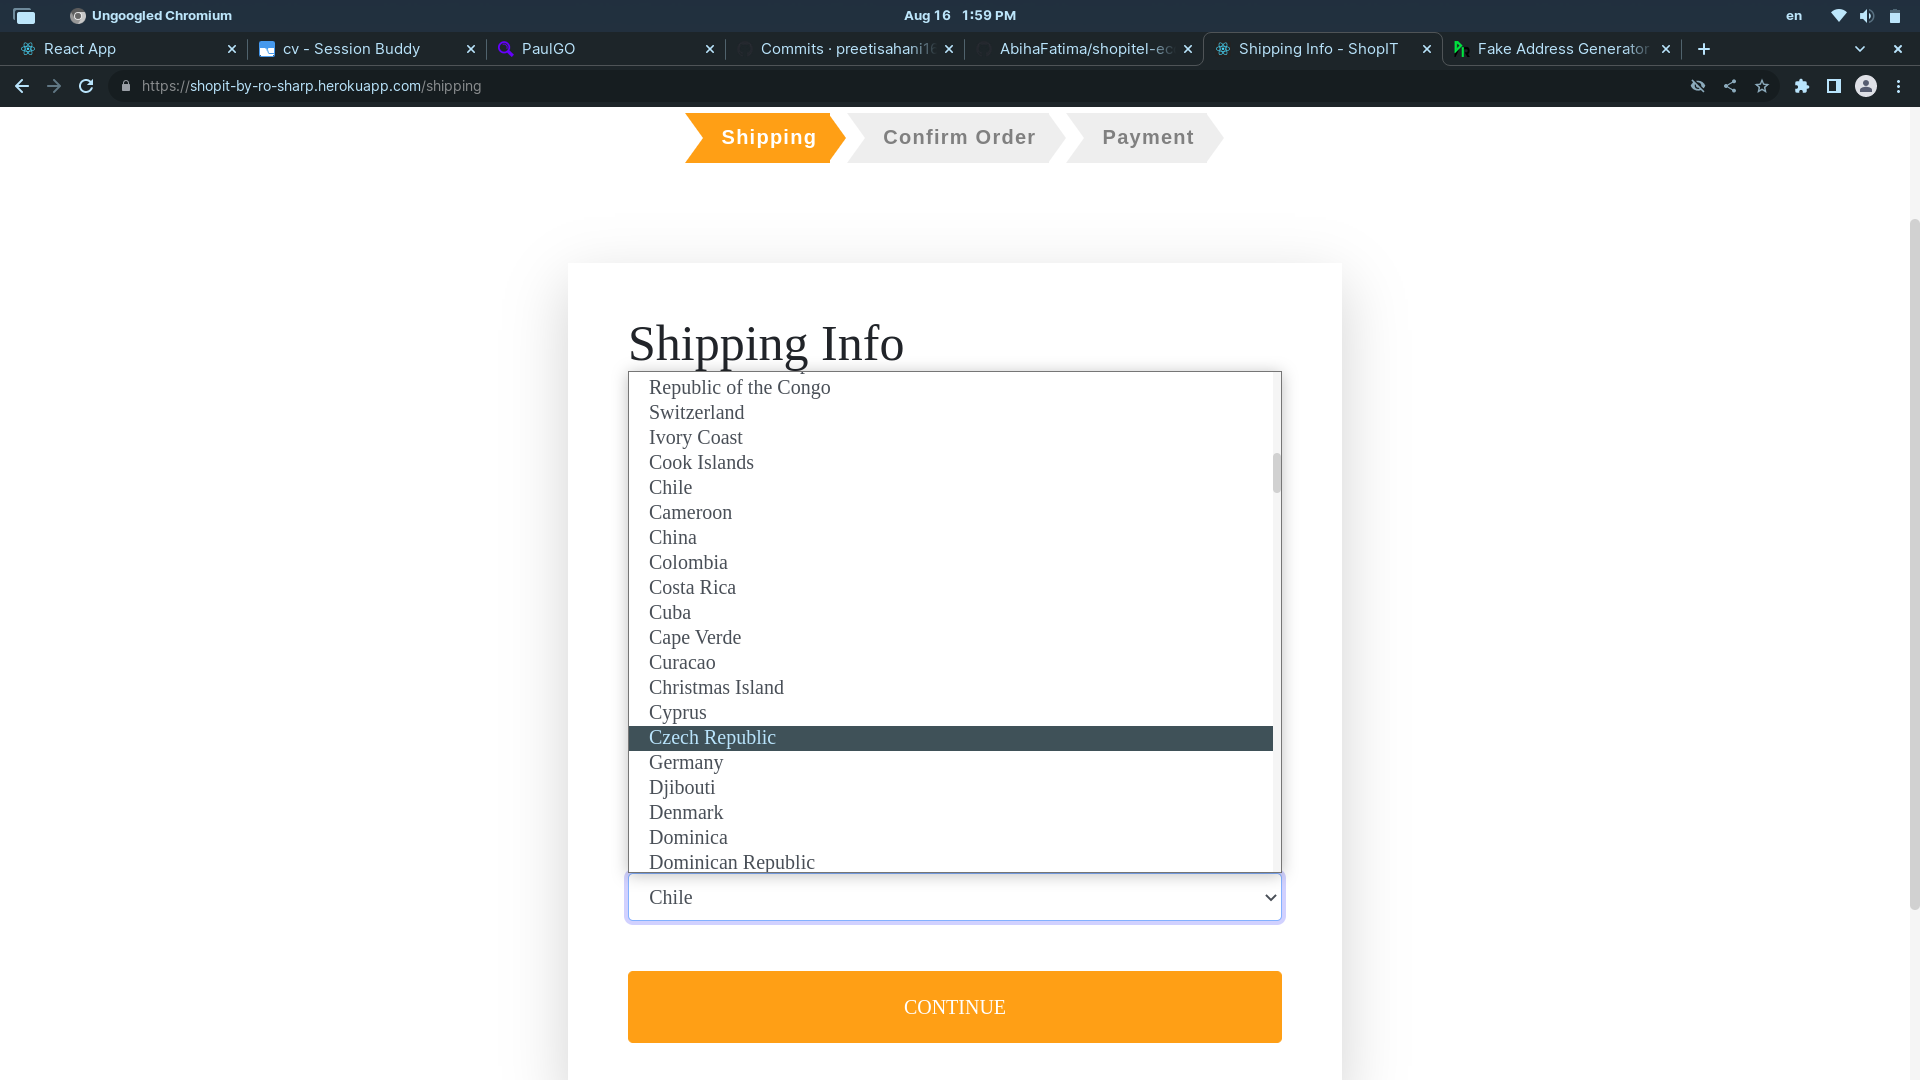 Ungoogled Chromium
Aug 16 1:59 PM
en
React App
cv - Session Buddy
PaulGO
Commits · preetisahani16
AbihaFatima/shopitel-ec
Shipping Info - ShopIT
Fake Address Generator
https://shopit-by-ro-sharp.herokuapp.com/shipping
Shipping
Confirm Order
Payment
Shipping Info
Republic of the Congo
Switzerland
Ivory Coast
Cook Islands
Chile
Cameroon
China
Colombia
Costa Rica
Cuba
Cape Verde
Curacao
Christmas Island
Cyprus
Czech Republic
Germany
Djibouti
Denmark
Dominica
Dominican Republic
Chile
CONTINUE